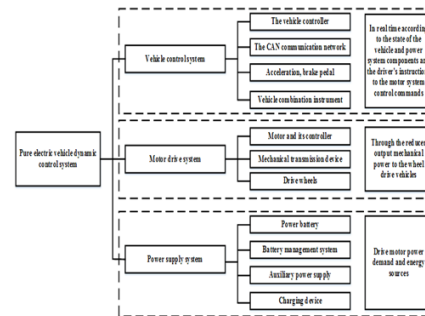 Pure electric vehicle dynamic
control system
Vehicle control system
The vehicle controller
The CAN communication network
Acceleration, brake pedal
Vehicle combination instrument
In real time according
to the state of the
vehicle and power
system components and
the driver's instruction
to the motor system
control commands
Motor drive system
Motor and its controller
Mechanical transmission device
Drive wheels
Through the reducer
output mechanical
power to the wheel
drive vehicles
Power supply system
Power battery
Battery management system
Auxiliary power supply
Charging device
Drive motor power
demand and energy
sources